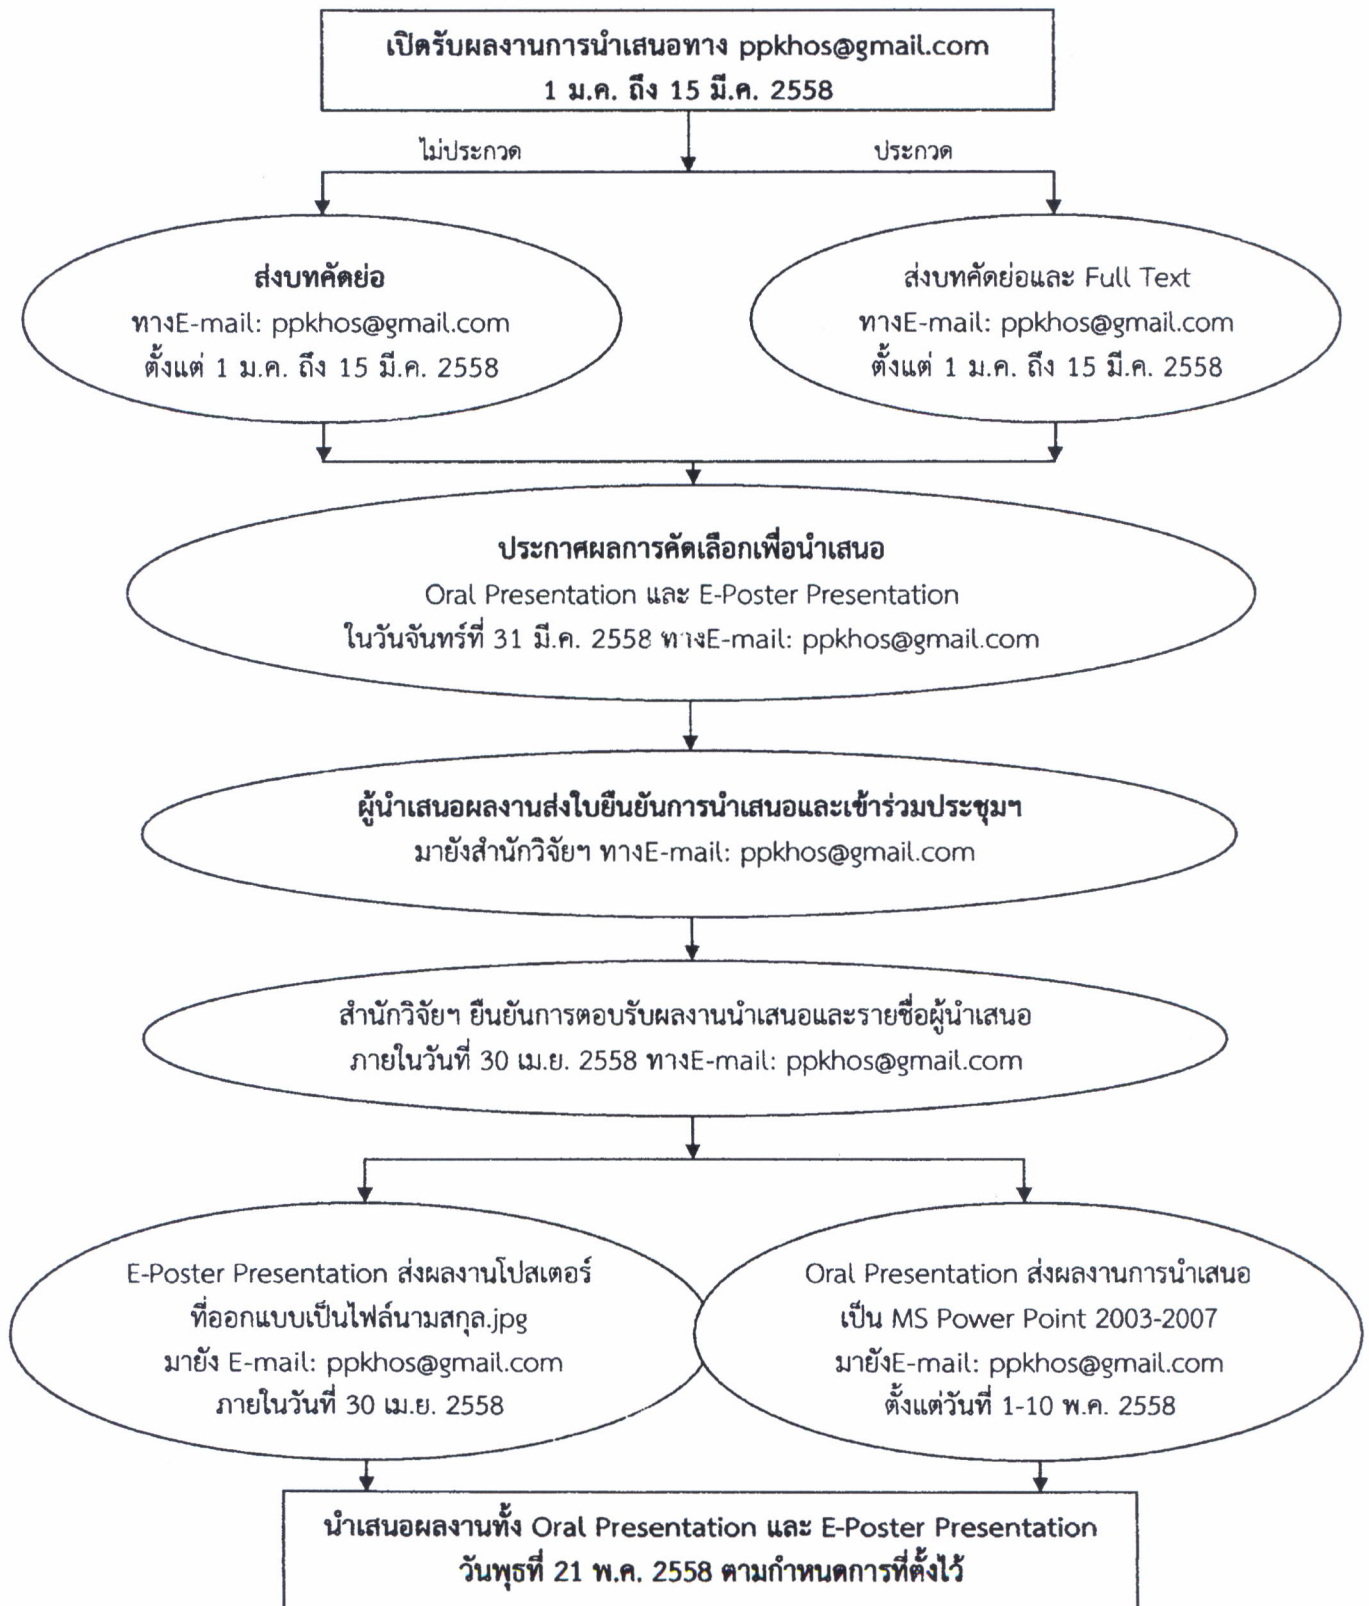 เปิดรับผลงานการนำเสนอทาง ppkhos@gmail.com
1 ม.ค. ถึง 15 มี.ค. 2558
ไม่ประกวด
ประกวด
ส่งบทคัดย่อ
ทางE-mail: ppkhos@gmail.com
ตั้งแต่ 1 ม.ค. ถึง 15 มี.ค. 2558
ส่งบทคัดย่อและ Full Text
ทางE-mail: ppkhos@gmail.com
ตั้งแต่ 1 ม.ค. ถึง 15 มี.ค. 2558
ประกาศผลการคัดเลือกเพื่อนำเสนอ
Oral Presentation และ E-Poster Presentation
ในวันจันทร์ที่ 31 มี.ค. 2558 ทางE-mail: ppkhos@gmail.com
ผู้นำเสนอผลงานส่งใบยืนยันการนำเสนอและเข้าร่วมประชุมฯ
มายังสำนักวิจัยฯ ทางE-mail: ppkhos@gmail.com
สำนักวิจัยฯ ยืนยันการตอบรับผลงานนำเสนอและรายชื่อผู้นำเสนอ
ภายในวันที่ 30 เม.ย. 2558 ทางE-mail: ppkhos@gmail.com
E-Poster Presentation ส่งผลงานโปสเตอร์
ที่ออกแบบเป็นไฟล์นามสกุล.jpg
มายัง E-mail: ppkhos@gmail.com
ภายในวันที่ 30 เม.ย. 2558
Oral Presentation ส่งผลงานการนำเสนอ
เป็น MS Power Point 2003-2007
มายังE-mail: ppkhos@gmail.com
ตั้งแต่วันที่ 1-10 พ.ค. 2558
นำเสนอผลงานทั้ง Oral Presentation และ E-Poster Presentation
วันพุธที่ 21 พ.ค. 2558 ตามกำหนดการที่ตั้งไว้